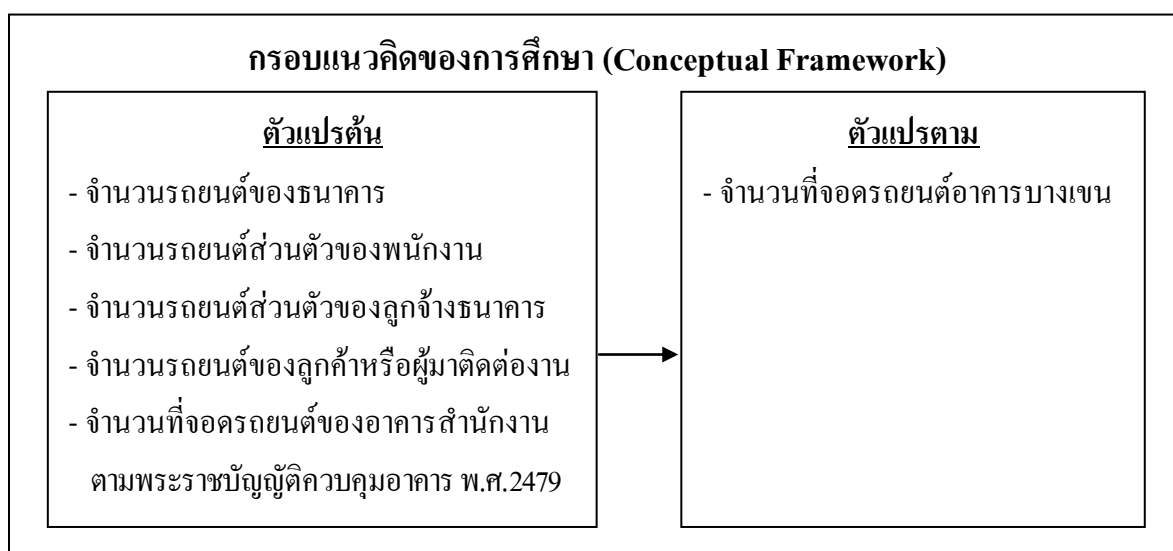 กรอบแนวคิดของการศึกษา (Conceptual Framework)
ตัวแปรต้น
- จำนวนรถยนต์ของธนาคาร
- จำนวนรถยนต์ส่วนตัวของพนักงาน
- จำนวนรถยนต์ส่วนตัวของลูกจ้างธนาคาร
- จำนวนรถยนต์ของลูกค้าหรือผู้มาติดต่องาน
- จำนวนที่จอดรถยนต์ของอาคารสำนักงาน
ตามพระราชบัญญัติควบคุมอาคาร พ.ศ.2479
ตัวแปรตาม
- จำนวนที่จอดรถยนต์อาคารบางเขน